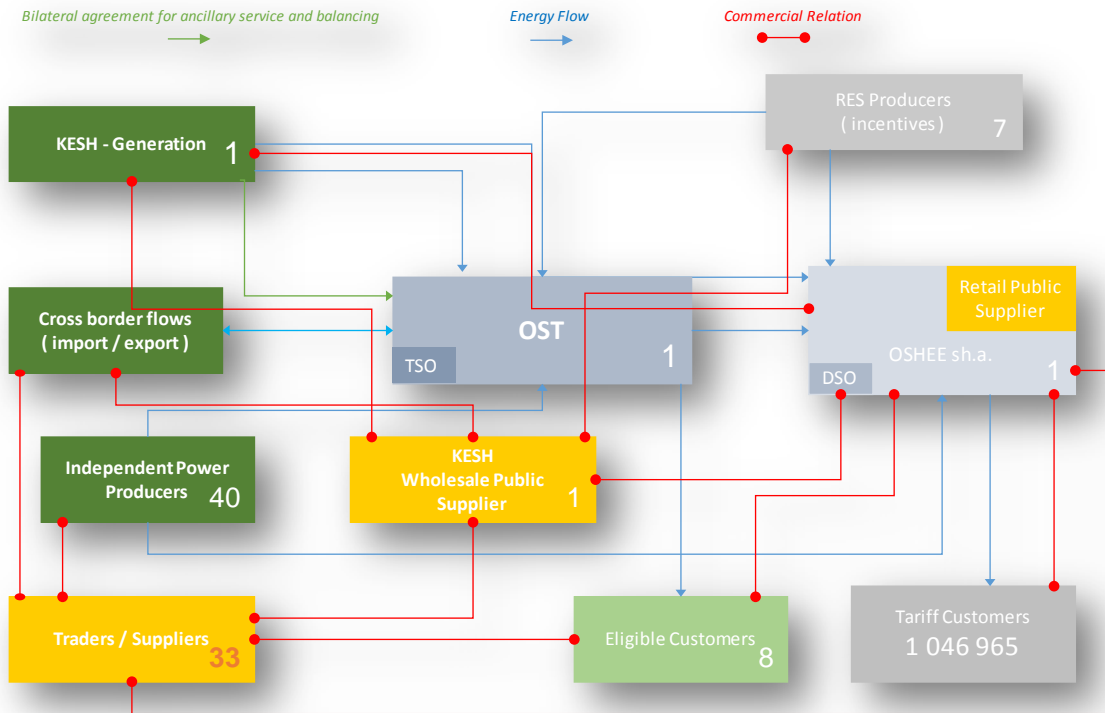 Bilateral agreement for ancillary service and balancing
Energy Flow
Commercial Relation
RES Producers
( incentives )
7
KESH - Generation
1
Cross border flows
( import / export )
OST
TSO
1
Retail Public
Supplier
OSHEE sh.a.
DSO
1
Independent Power
Producers
40
KESH
Wholesale Public
Supplier
1
Traders / Suppliers
33
Eligible Customers
8
Tariff Customers
1 046 965